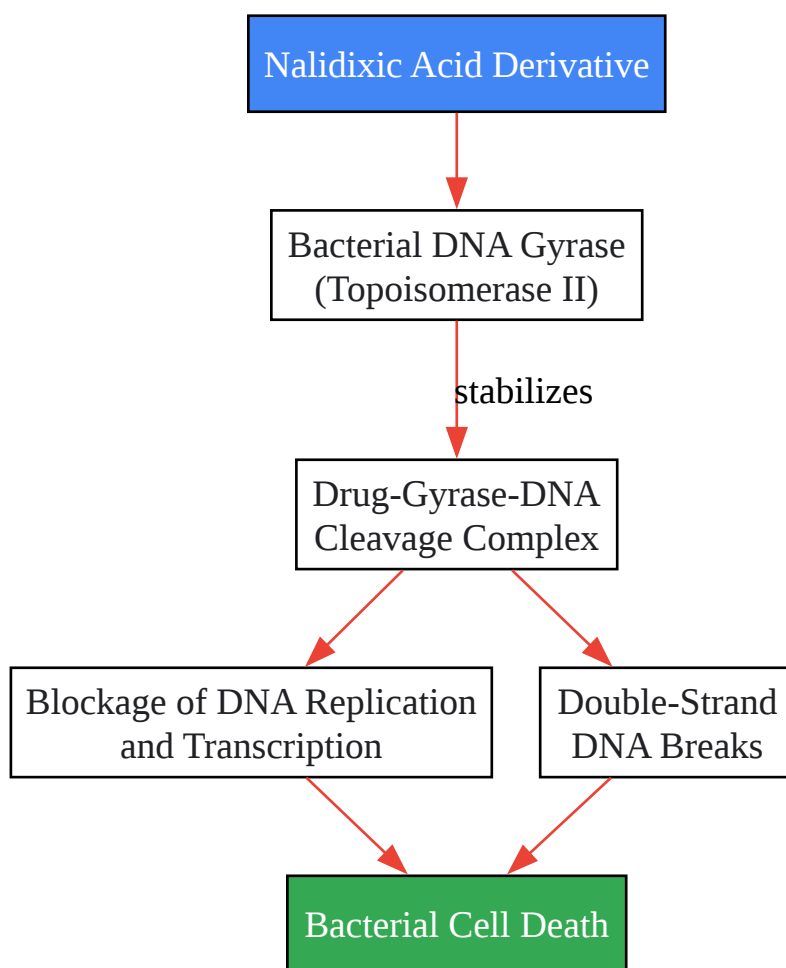 Nalidixic Acid Derivative
Bacterial DNA Gyrase
(Topoisomerase II)
stabilizes
Drug-Gyrase-DNA
Cleavage Complex
Blockage of DNA Replication
and Transcription
Double-Strand
DNA Breaks
Bacterial Cell Death